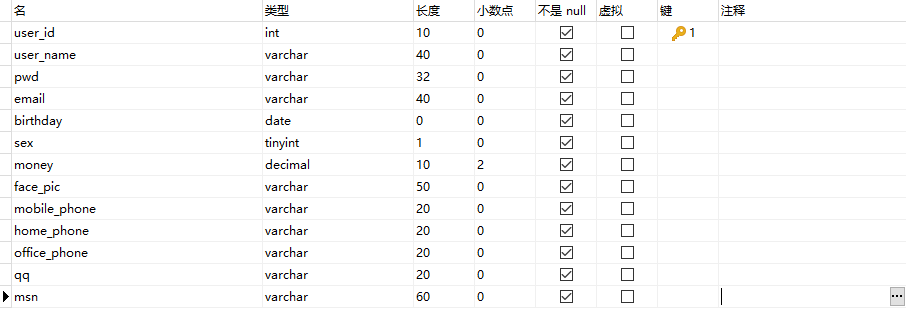 名 类型 长度 小数点 不是 null 虚拟 键 注释
user_id int 10 0 1
user_name varchar 40 0
pwd varchar 32 0
email varchar 40 0
birthday date 0 0
sex tinyint 1 0
money decimal 10 2
face_pic varchar 50 0
mobile_phone varchar 20 0
home_phone varchar 20 0
office_phone varchar 20 0
qq varchar 20 0
msn varchar 60 0